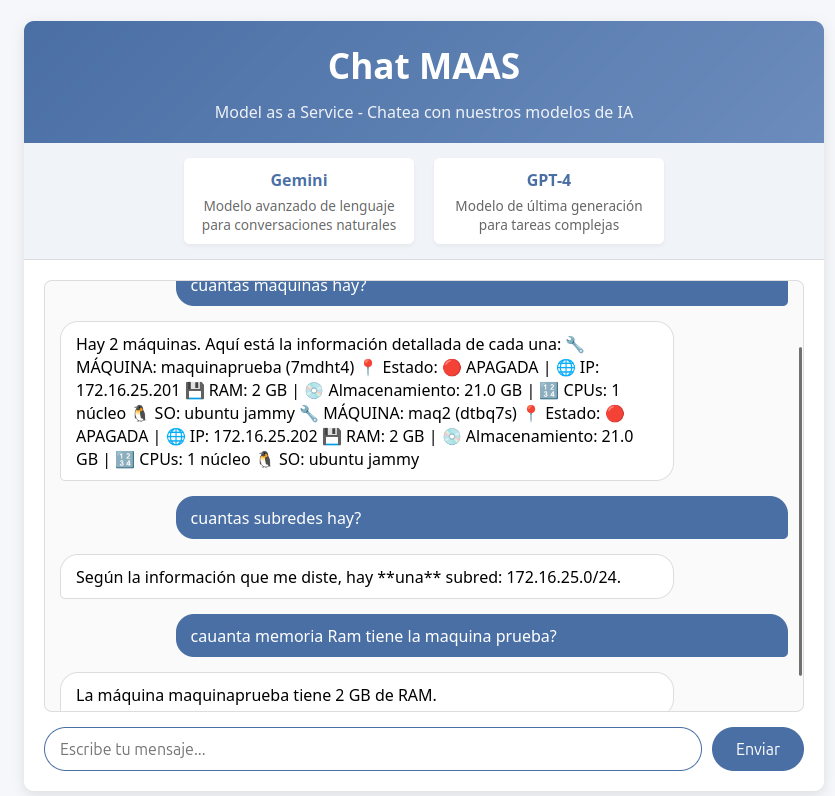 Chat MAAS
Model as a Service - Chatea con nuestros modelos de IA
Gemini
Modelo avanzado de lenguaje
para conversaciones naturales
GPT-4
Modelo de última generación
para tareas complejas
cuantas maquinas hay?
Hay 2 máquinas. Aquí está la información detallada de cada una: 🔧
MÁQUINA: maquinaprueba (7mdht4) 📍 Estado: 🔴 APAGADA | 🌐 IP:
172.16.25.201 💾 RAM: 2 GB | 💿 Almacenamiento: 21.0 GB | 🔢 CPUs: 1
núcleo 🐧 SO: ubuntu jammy 🔧 MÁQUINA: maq2 (dtbq7s) 📍 Estado: 🔴
APAGADA | 🌐 IP: 172.16.25.202 💾 RAM: 2 GB | 💿 Almacenamiento: 21.0
GB | 🔢 CPUs: 1 núcleo 🐧 SO: ubuntu jammy
cuantas subredes hay?
Según la información que me diste, hay **una** subred: 172.16.25.0/24.
cauanta memoria Ram tiene la maquina prueba?
La máquina maquinaprueba tiene 2 GB de RAM.
Escribe tu mensaje...
Enviar